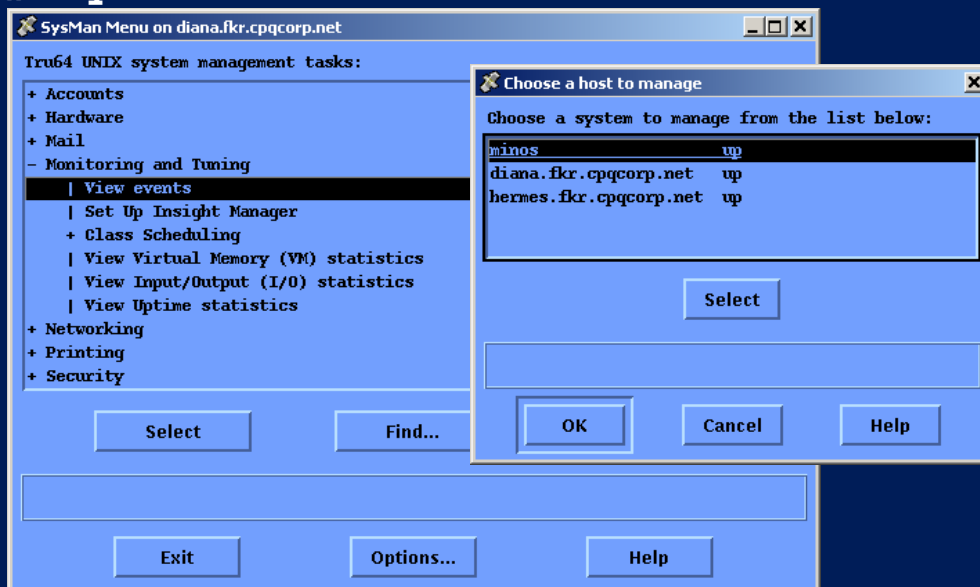 SysMan Menu on diana.fkr.cpqcorp.net
Tru64 UNIX system management tasks:
+ Accounts
+ Hardware
+ Mail
- Monitoring and Tuning
| View events
| Set Up Insight Manager
+ Class Scheduling
| View Virtual Memory (VM) statistics
| View Input/Output (I/O) statistics
| View Uptime statistics
+ Networking
+ Printing
+ Security
Select
Find...
Exit
Options...
Help
Choose a host to manage
Choose a system to manage from the list below:
minos up
diana.fkr.cpqcorp.net up
hermes.fkr.cpqcorp.net up
Select
OK
Cancel
Help